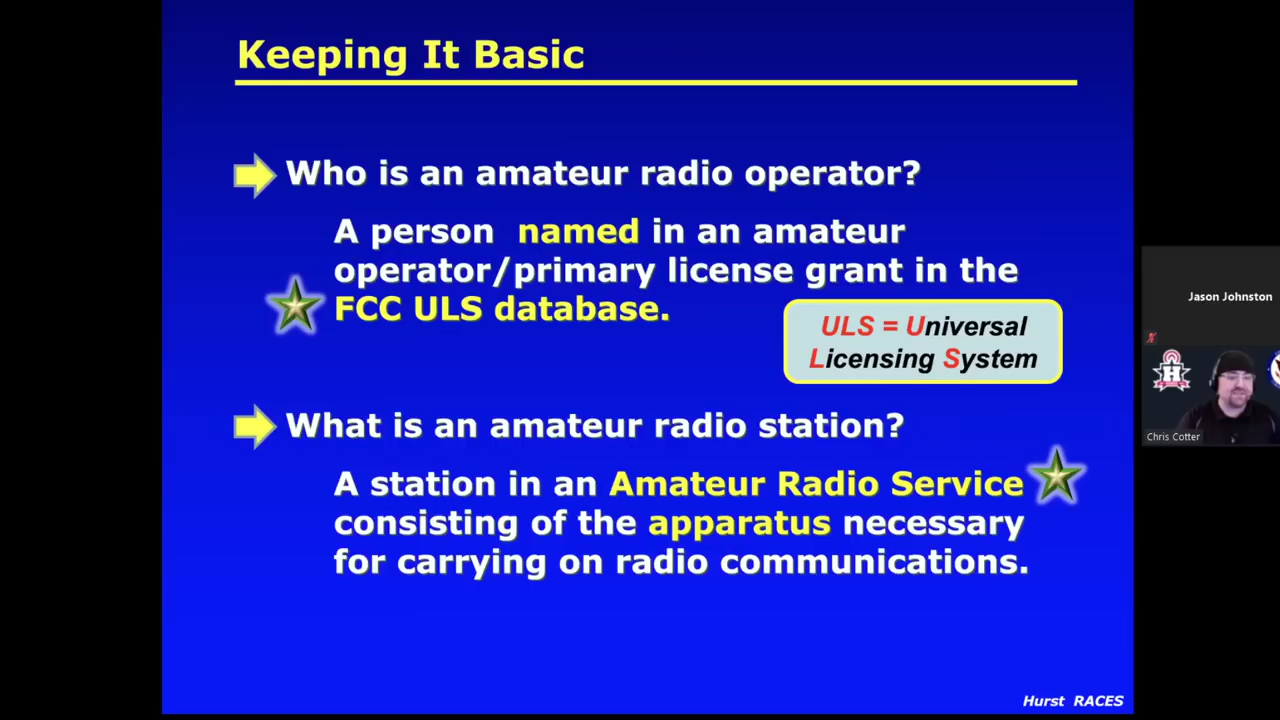 Keeping It Basic
Who is an amateur radio operator?
A person named in an amateur
operator/primary license grant in the
FCC ULS database.
ULS = Universal
Licensing System
What is an amateur radio station?
A station in an Amateur Radio Service
consisting of the apparatus necessary
for carrying on radio communications.
Hurst RACES
Jason Johnston
H
Chris Cotter